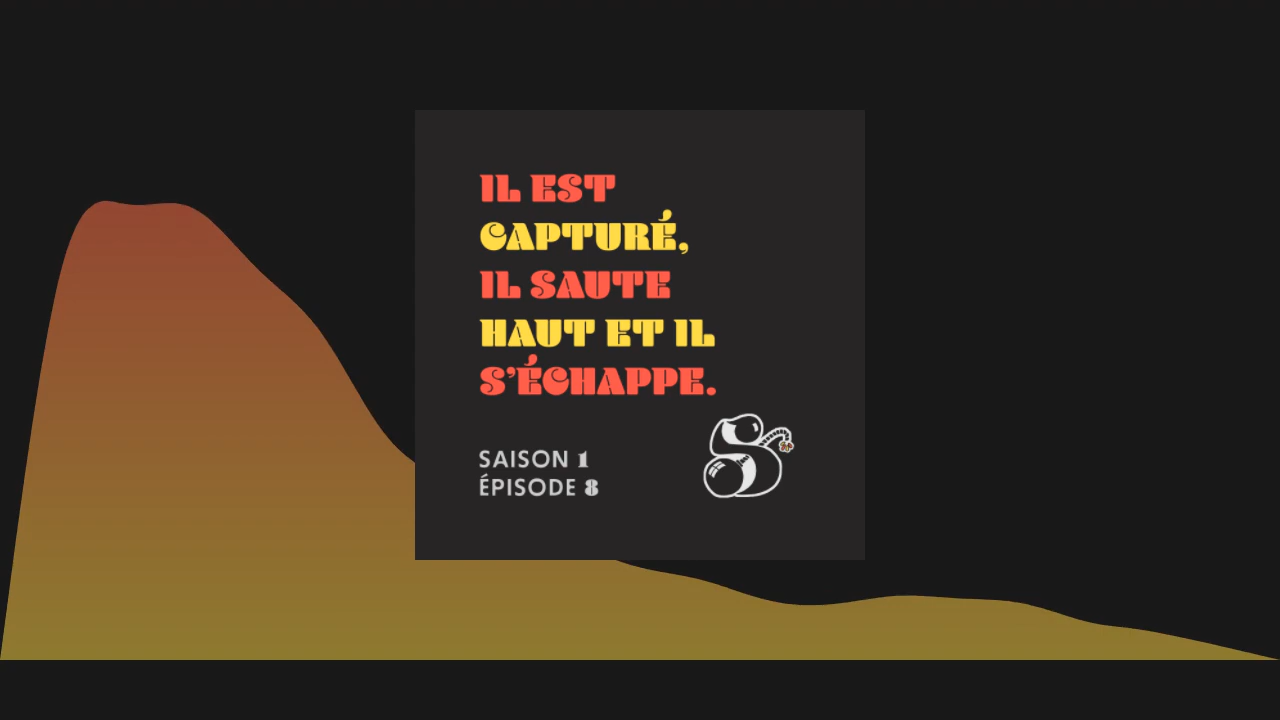 IL EST
CAPTURÉ,
IL SAUTE
HAUT ET IL
S'ÉCHAPPE.
SAISON 1
ÉPISODE 8
S